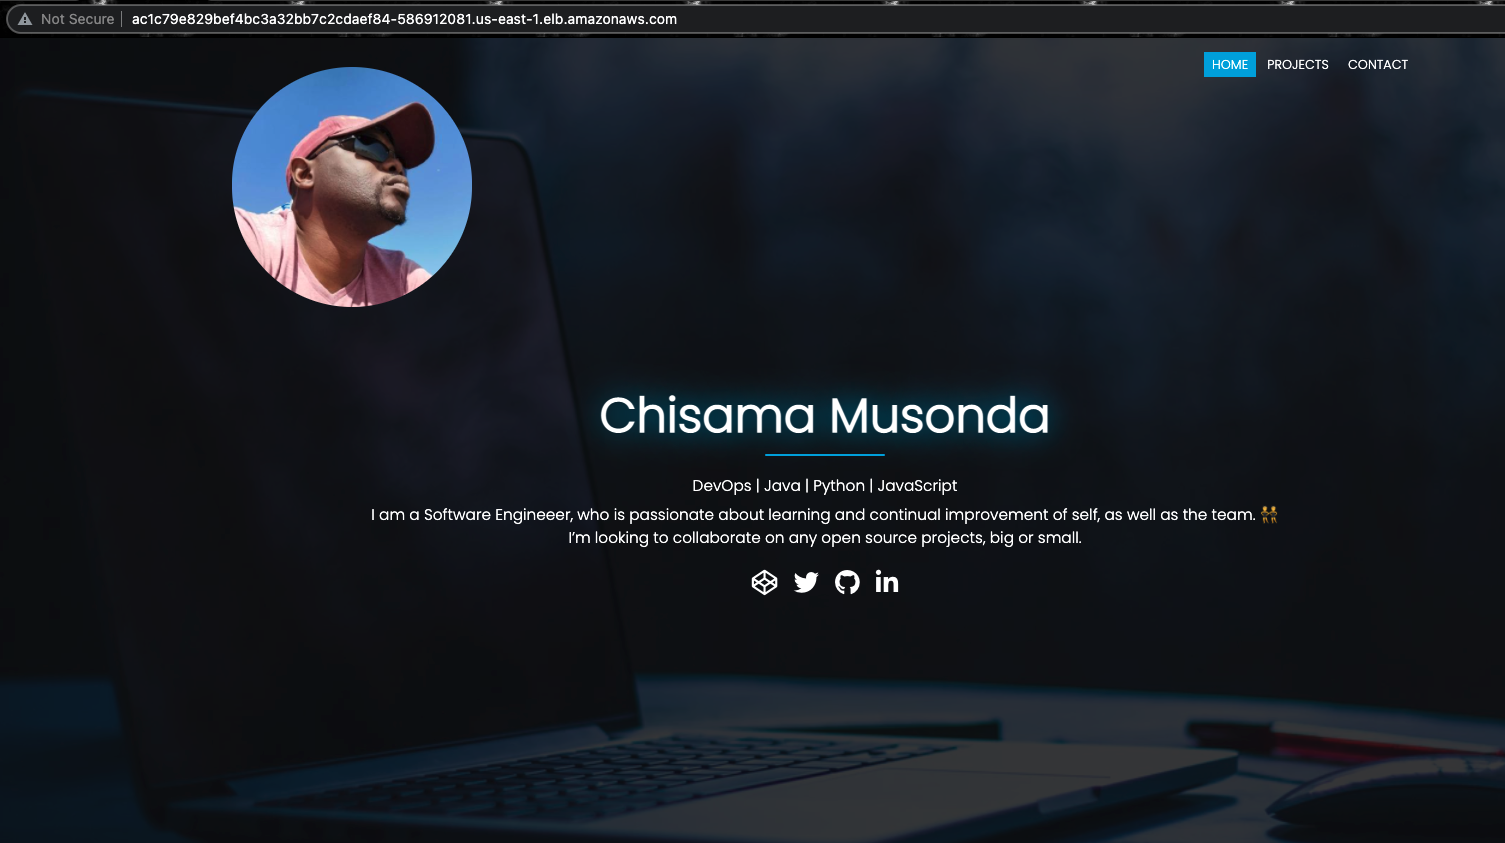 Not Secure | ac1c79e829bef4bc3a32bb7c2cdaef84-586912081.us-east-1.elb.amazonaws.com
HOME PROJECTS CONTACT
Chisama Musonda
DevOps | Java | Python | JavaScript
I am a Software Engineeer, who is passionate about learning and continual improvement of self, as well as the team. 👯
I'm looking to collaborate on any open source projects, big or small.
in